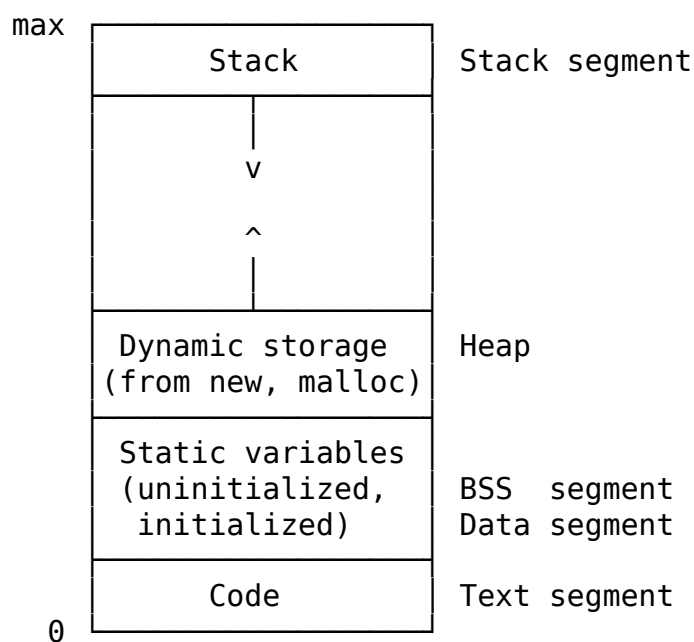 max
Stack Stack segment
v
^
Dynamic storage Heap
(from new, malloc)
Static variables
(uninitialized, BSS segment
initialized) Data segment
Code Text segment
0